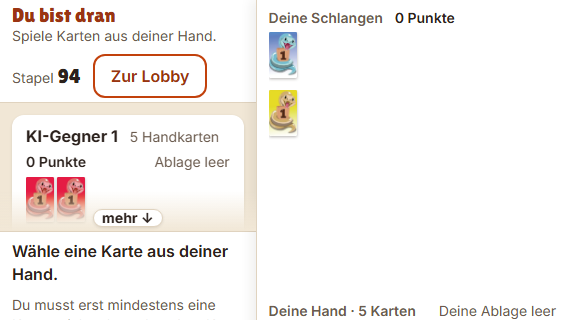 Du bist dran
Spiele Karten aus deiner Hand.
Stapel 94 Zur Lobby
KI-Gegner 1 5 Handkarten
0 Punkte Ablage leer
1 1
mehr ↓
Wähle eine Karte aus deiner
Hand.
Du musst erst mindestens eine
Deine Schlangen 0 Punkte
1
1
Deine Hand · 5 Karten Deine Ablage leer